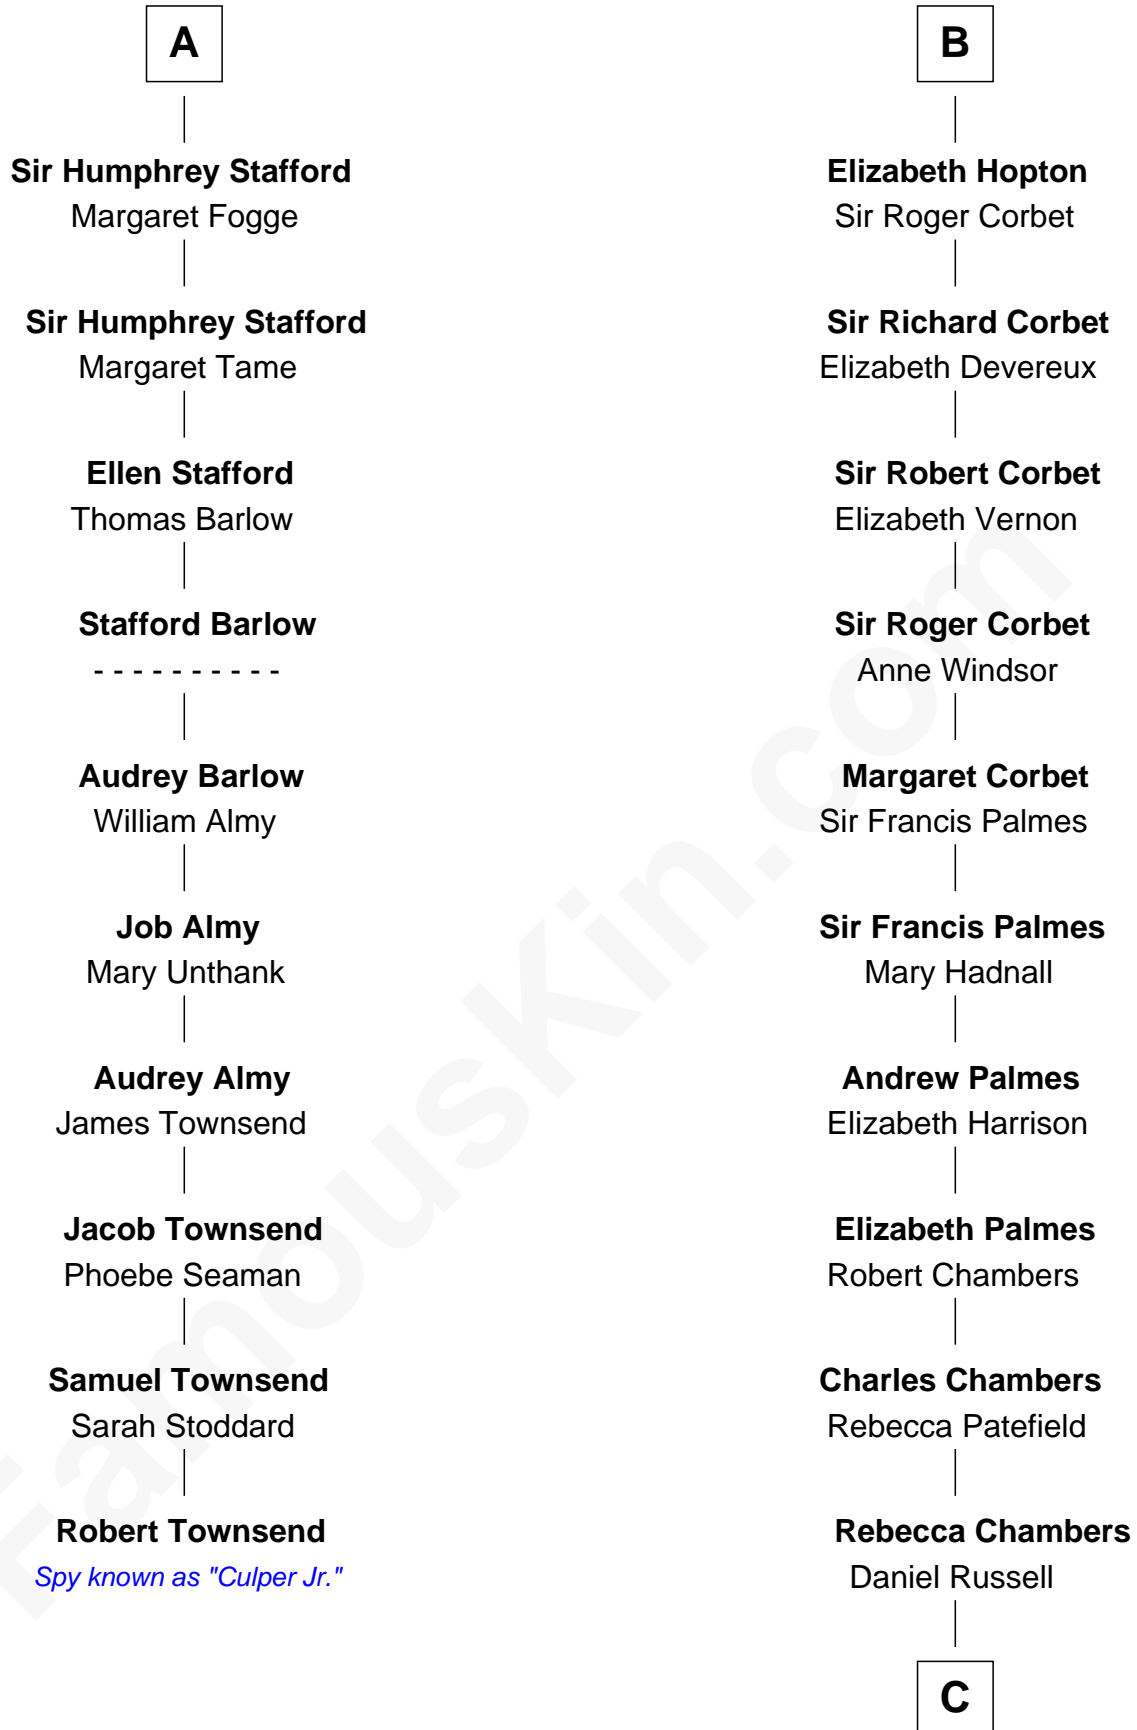 A
Sir Humphrey Stafford
Margaret Fogge
Sir Humphrey Stafford
Margaret Tame
Ellen Stafford
Thomas Barlow
Stafford Barlow
- - - - - - - - - -
Audrey Barlow
William Almy
Job Almy
Mary Unthank
Audrey Almy
James Townsend
Jacob Townsend
Phoebe Seaman
Samuel Townsend
Sarah Stoddard
Robert Townsend
Spy known as "Culper Jr."
B
Elizabeth Hopton
Sir Roger Corbet
Sir Richard Corbet
Elizabeth Devereux
Sir Robert Corbet
Elizabeth Vernon
Sir Roger Corbet
Anne Windsor
Margaret Corbet
Sir Francis Palmes
Sir Francis Palmes
Mary Hadnall
Andrew Palmes
Elizabeth Harrison
Elizabeth Palmes
Robert Chambers
Charles Chambers
Rebecca Patefield
Rebecca Chambers
Daniel Russell
C
FamousKin.com